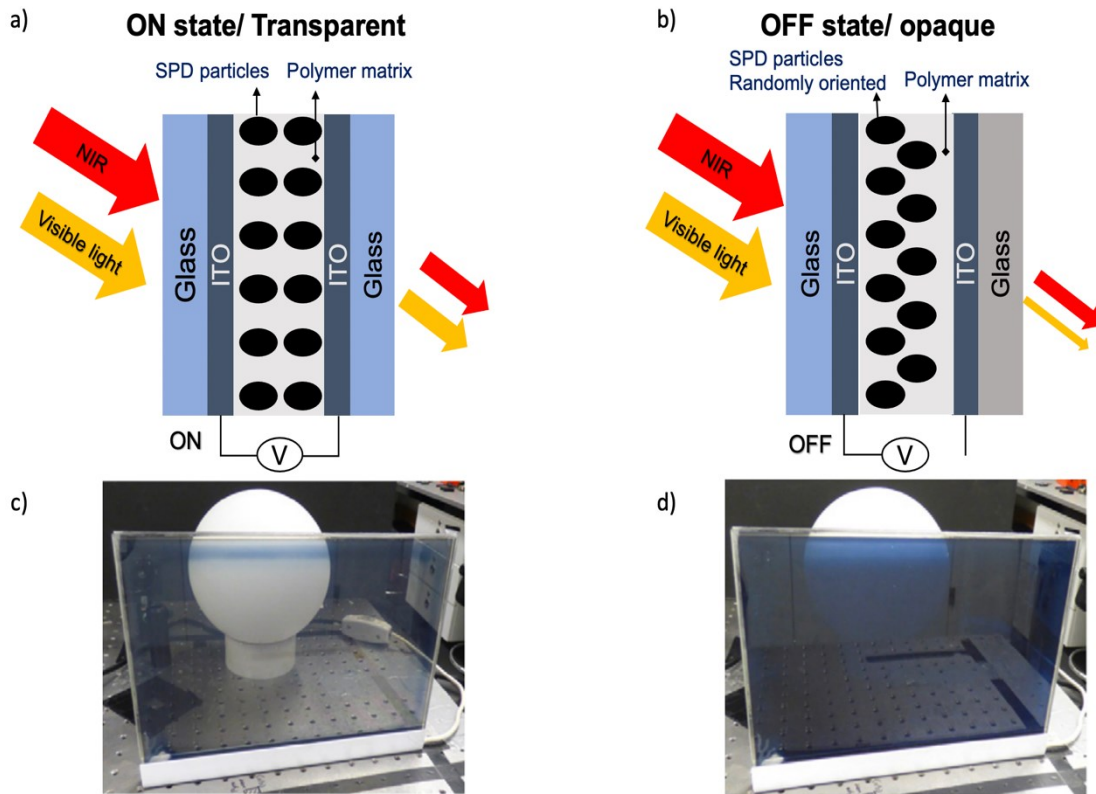 a)
ON state/ Transparent
SPD particles
Polymer matrix
NIR
Visible light
Glass
ITO
ITO
Glass
ON
V
b)
OFF state/ opaque
SPD particles
Randomly oriented
Polymer matrix
NIR
Visible light
Glass
ITO
ITO
Glass
OFF
V
c)
d)